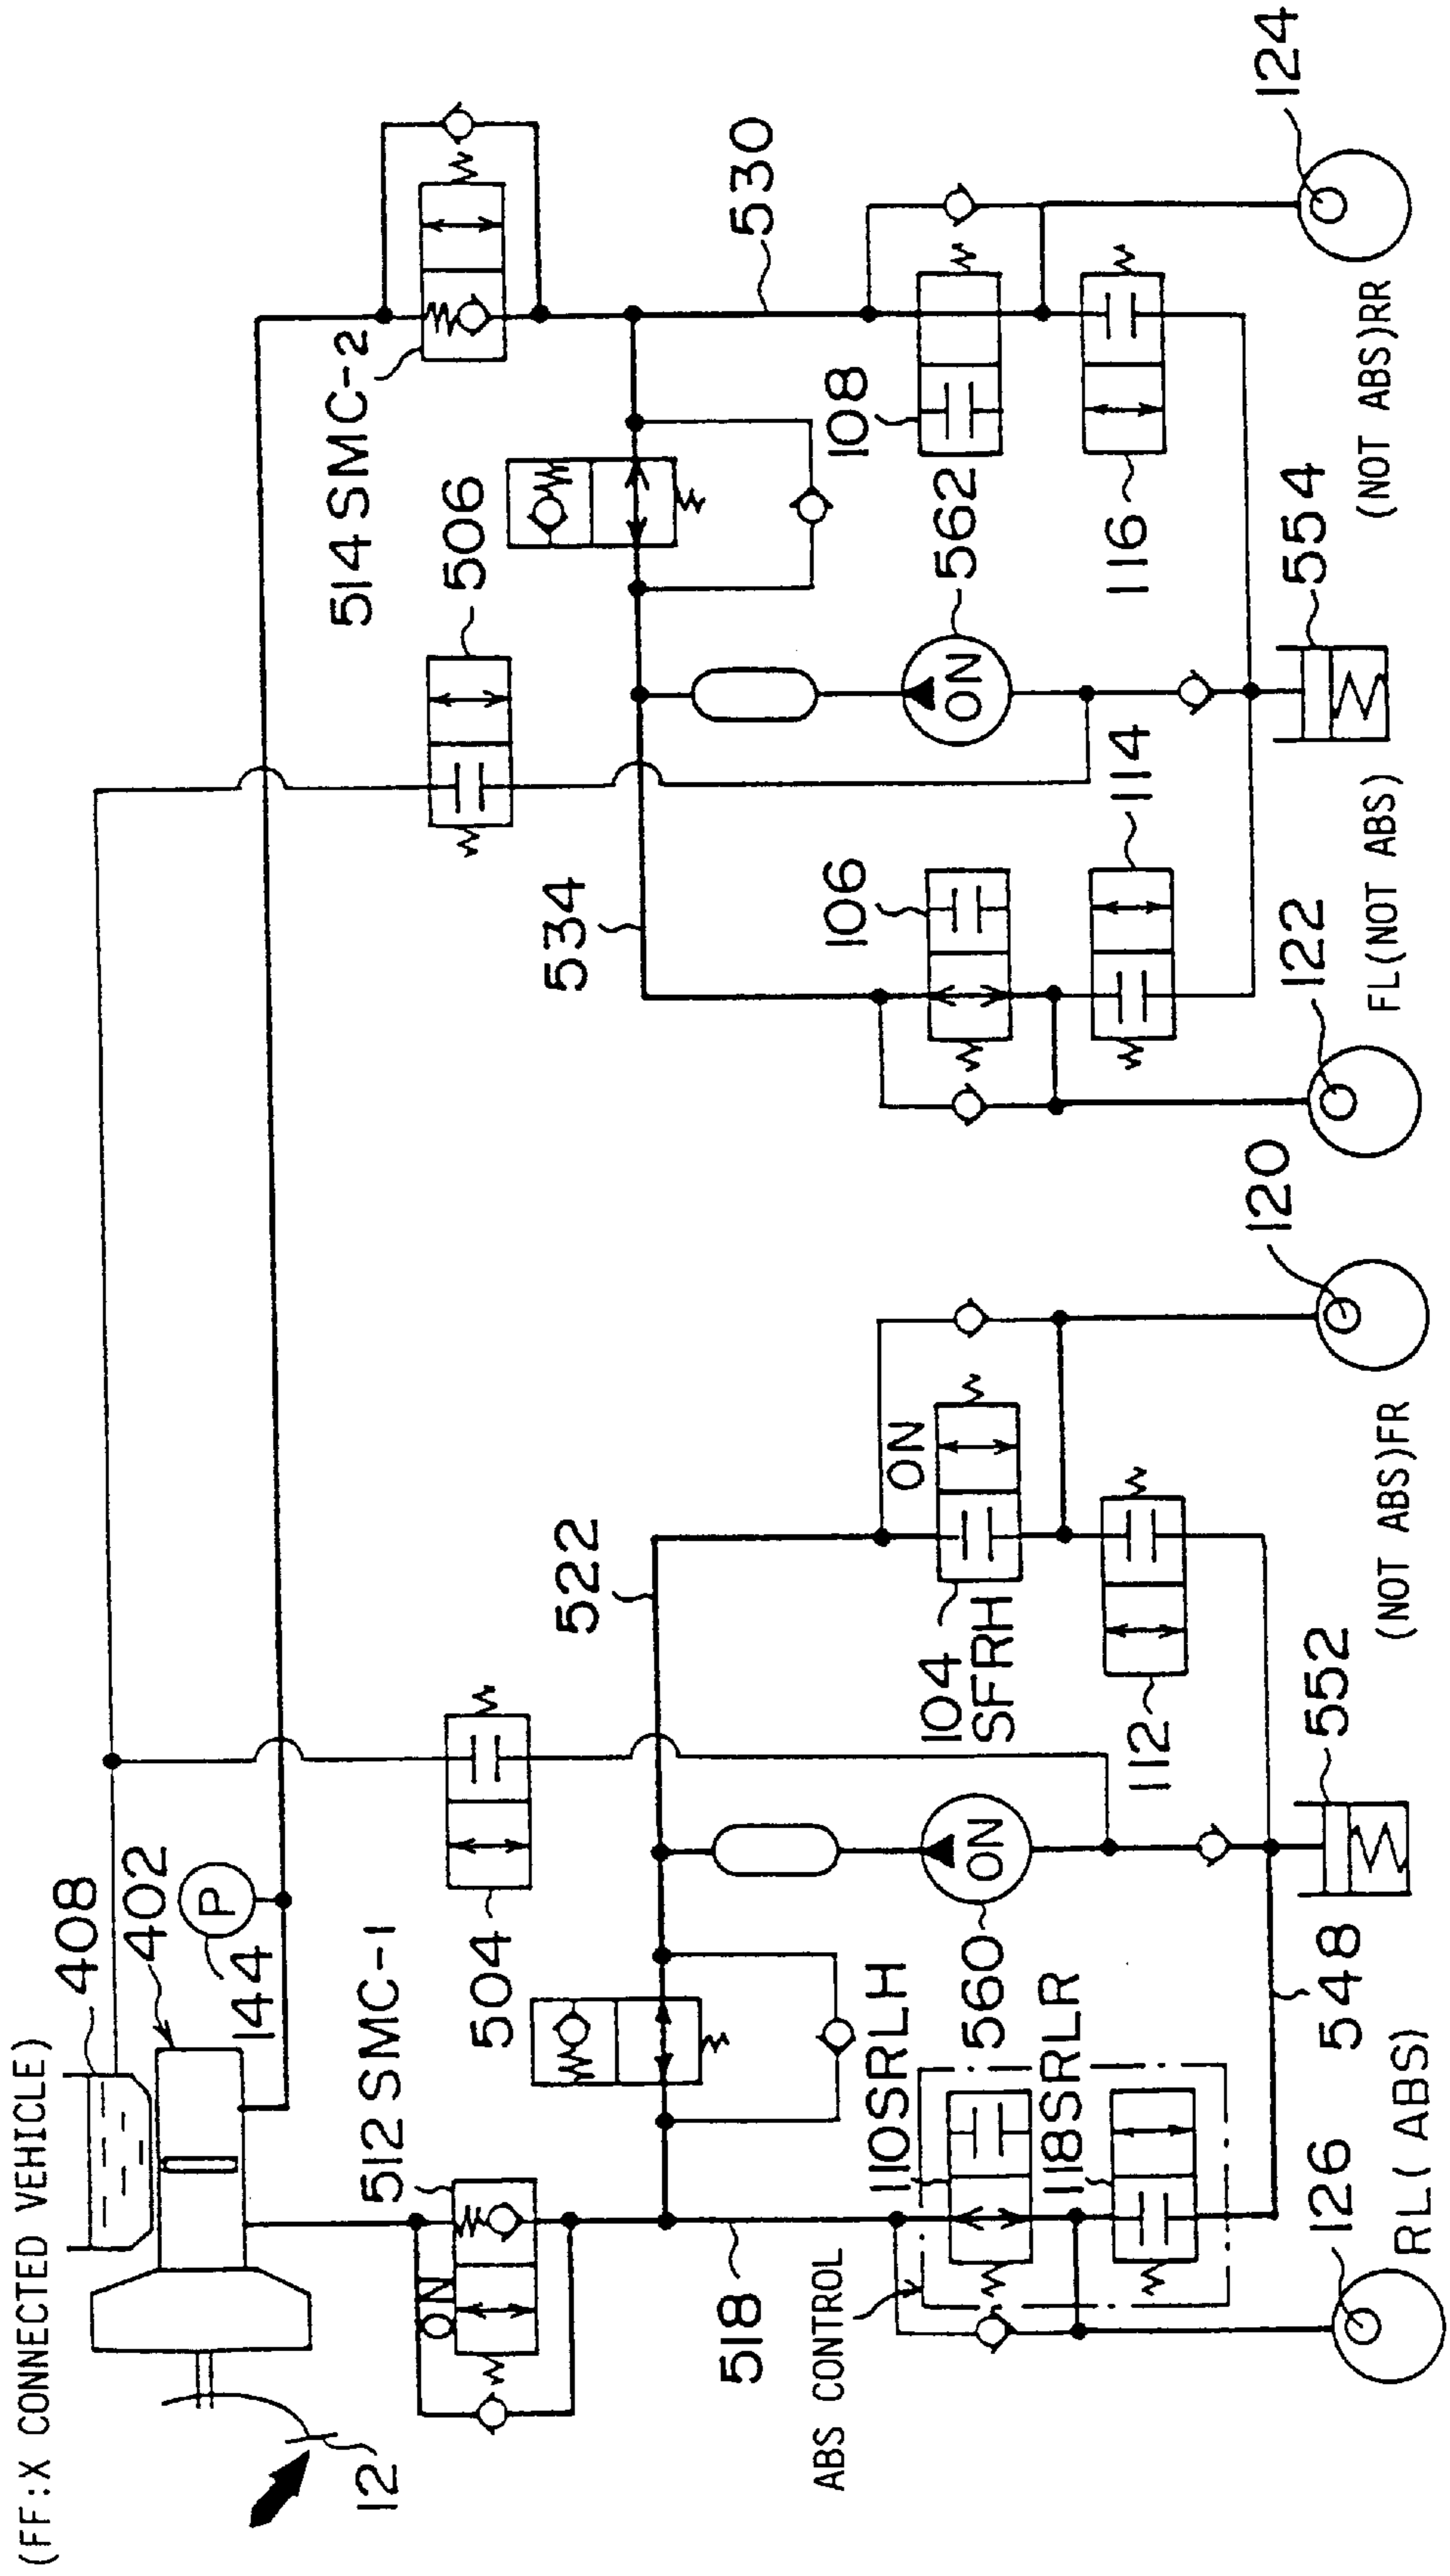 (FF:X CONNECTED VEHICLE)
408
402
P
144
12
512 SMC-1
ON
504
514 SMC-2
506
522
534
530
518
ABS CONTROL
110SRLH
118SRLR
560
ON
548
552
104
SFRH
ON
112
120
126
RL(ABS)
(NOT ABS)FR
106
114
122
FL(NOT ABS)
562
ON
554
108
116
124
(NOT ABS)RR